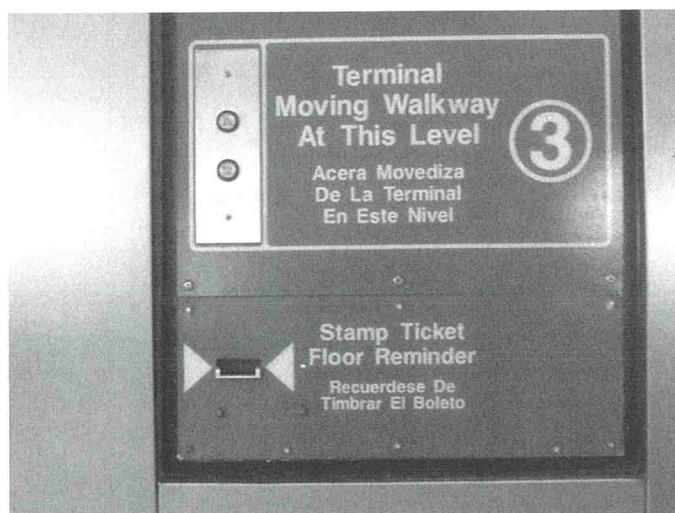 Terminal
Moving Walkway
At This Level
3
Acera Movediza
De La Terminal
En Este Nivel
Stamp Ticket
Floor Reminder
Recuerdese De
Timbrar El Boleto